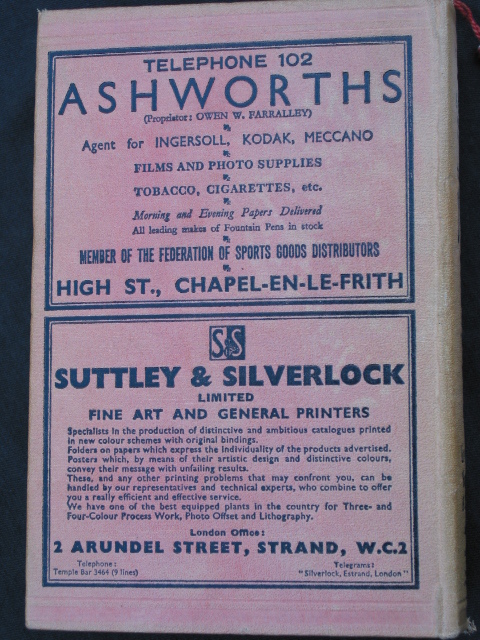 TELEPHONE 102
ASHWORTHS
(Proprietor: OWEN W. FARRALLEY)
Agent for INGERSOLL, KODAK, MECCANO
FILMS AND PHOTO SUPPLIES
TOBACCO, CIGARETTES, etc.
Morning and Evening Papers Delivered
All leading makes of Fountain Pens in stock
MEMBER OF THE FEDERATION OF SPORTS GOODS DISTRIBUTORS
HIGH ST., CHAPEL-EN-LE-FRITH
S&S
SUTTLEY & SILVERLOCK
LIMITED
FINE ART AND GENERAL PRINTERS
Specialists in the production of distinctive and ambitious catalogues printed
in new colour schemes with original bindings.
Folders on papers which express the individuality of the products advertised.
Posters which, by means of their artistic design and distinctive colours,
convey their message with unfailing results.
These, and any other printing problems that may confront you, can be
handled by our representatives and technical experts, who combine to offer
you a really efficient and effective service.
We have one of the best equipped plants in the country for Three- and
Four-Colour Process Work, Photo Offset and Lithography.
London Office:
2 ARUNDEL STREET, STRAND, W.C.2
Telephone:
Temple Bar 3464 (9 lines)
Telegrams:
"Silverlock, Estrand, London"